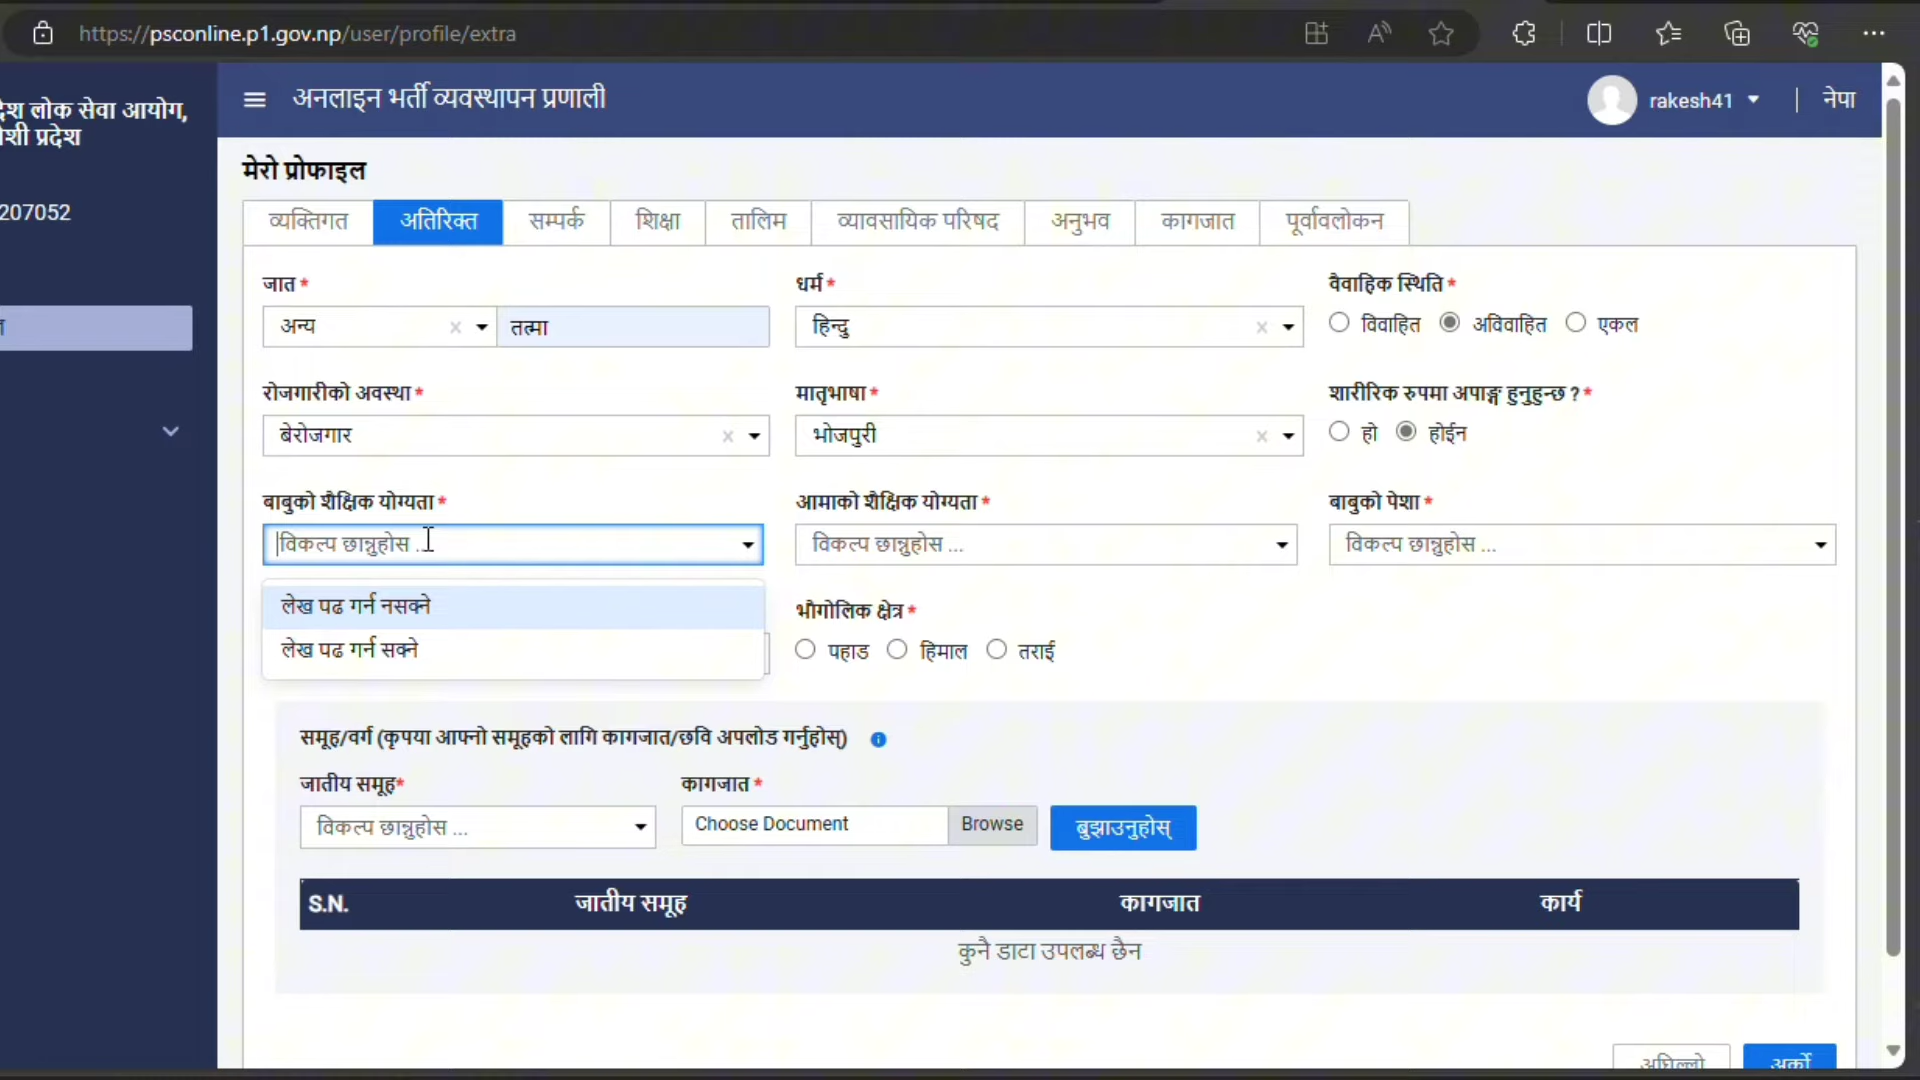 https://psconline.p1.gov.np/user/profile/extra
देश लोक सेवा आयोग,
शी प्रदेश
207052
अनलाइन भर्ती व्यवस्थापन प्रणाली
rakesh41
नेपा
मेरो प्रोफाइल
व्यक्तिगत अतिरिक्त सम्पर्क शिक्षा तालिम व्यावसायिक परिषद अनुभव कागजात पूर्वावलोकन
जात * धर्म * वैवाहिक स्थिति *
अन्य × तत्मा हिन्दु × विवाहित अविवाहित एकल
रोजगारीको अवस्था * मातृभाषा * शारीरिक रुपमा अपाङ्ग हुनुहुन्छ ? *
बेरोजगार × भोजपुरी × हो होईन
बाबुको शैक्षिक योग्यता * आमाको शैक्षिक योग्यता * बाबुको पेशा *
विकल्प छान्नुहोस ... विकल्प छान्नुहोस ... विकल्प छान्नुहोस ...
लेख पढ गर्न नसक्ने
लेख पढ गर्न सक्ने
भौगोलिक क्षेत्र *
पहाड हिमाल तराई
समूह/वर्ग (कृपया आफ्नो समूहको लागि कागजात/छवि अपलोड गर्नुहोस्)
जातीय समूह* कागजात *
विकल्प छान्नुहोस ... Choose Document Browse बुझाउनुहोस्
S.N. जातीय समूह कागजात कार्य
कुनै डाटा उपलब्ध छैन
अघिल्लो अर्को